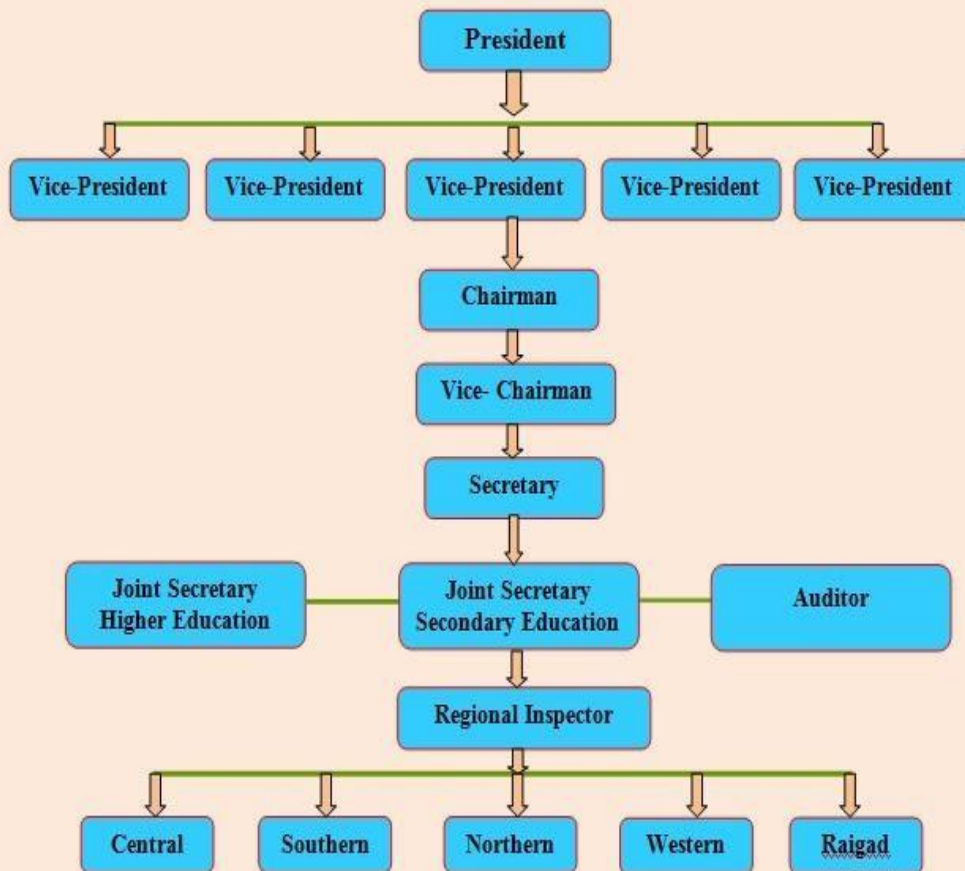 President
Vice-President
Vice-President
Vice-President
Vice-President
Vice-President
Chairman
Vice- Chairman
Secretary
Joint Secretary
Higher Education
Joint Secretary
Secondary Education
Auditor
Regional Inspector
Central
Southern
Northern
Western
Raigad